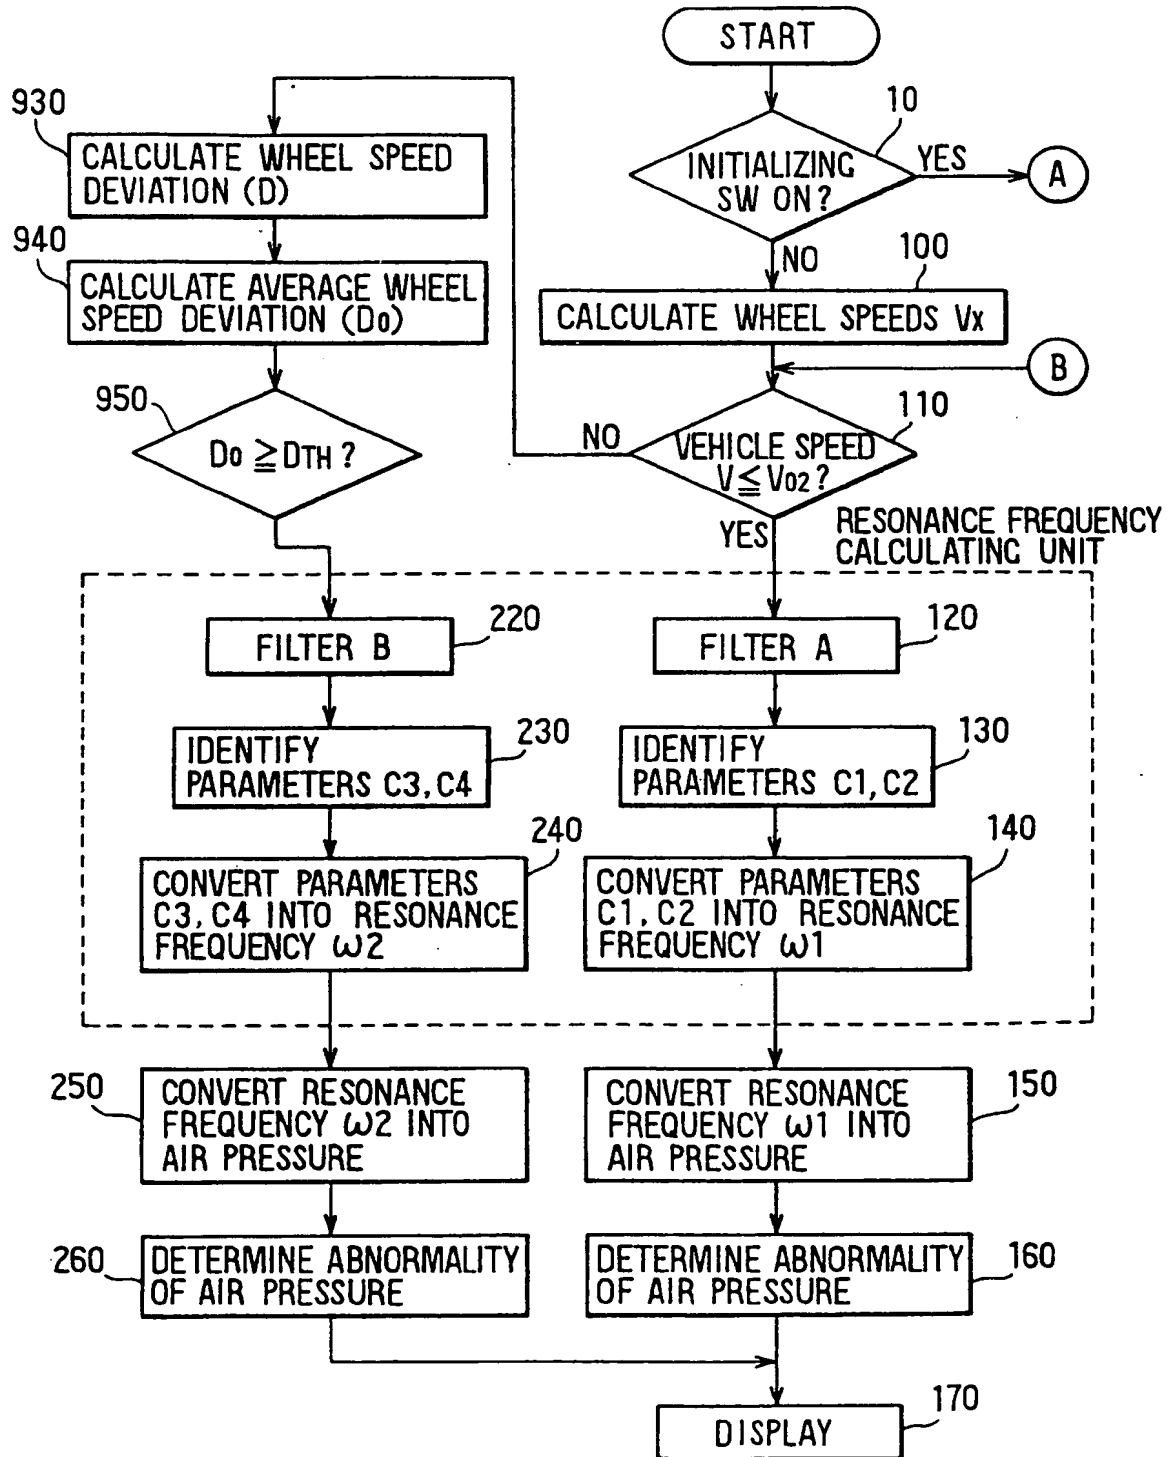 START
10
INITIALIZING
SW ON?
YES
A
NO
100
CALCULATE WHEEL SPEEDS Vx
B
110
VEHICLE SPEED
V≦V02?
NO
YES
930
CALCULATE WHEEL SPEED
DEVIATION (D)
940
CALCULATE AVERAGE WHEEL
SPEED DEVIATION (D0)
950
D0 ≧ DTH ?
RESONANCE FREQUENCY
CALCULATING UNIT
FILTER B
220
FILTER A
120
IDENTIFY
PARAMETERS C3, C4
230
IDENTIFY
PARAMETERS C1, C2
130
240
CONVERT PARAMETERS
C3, C4 INTO RESONANCE
FREQUENCY ω2
140
CONVERT PARAMETERS
C1, C2 INTO RESONANCE
FREQUENCY ω1
250
CONVERT RESONANCE
FREQUENCY ω2 INTO
AIR PRESSURE
150
CONVERT RESONANCE
FREQUENCY ω1 INTO
AIR PRESSURE
260
DETERMINE ABNORMALITY
OF AIR PRESSURE
160
DETERMINE ABNORMALITY
OF AIR PRESSURE
170
DISPLAY